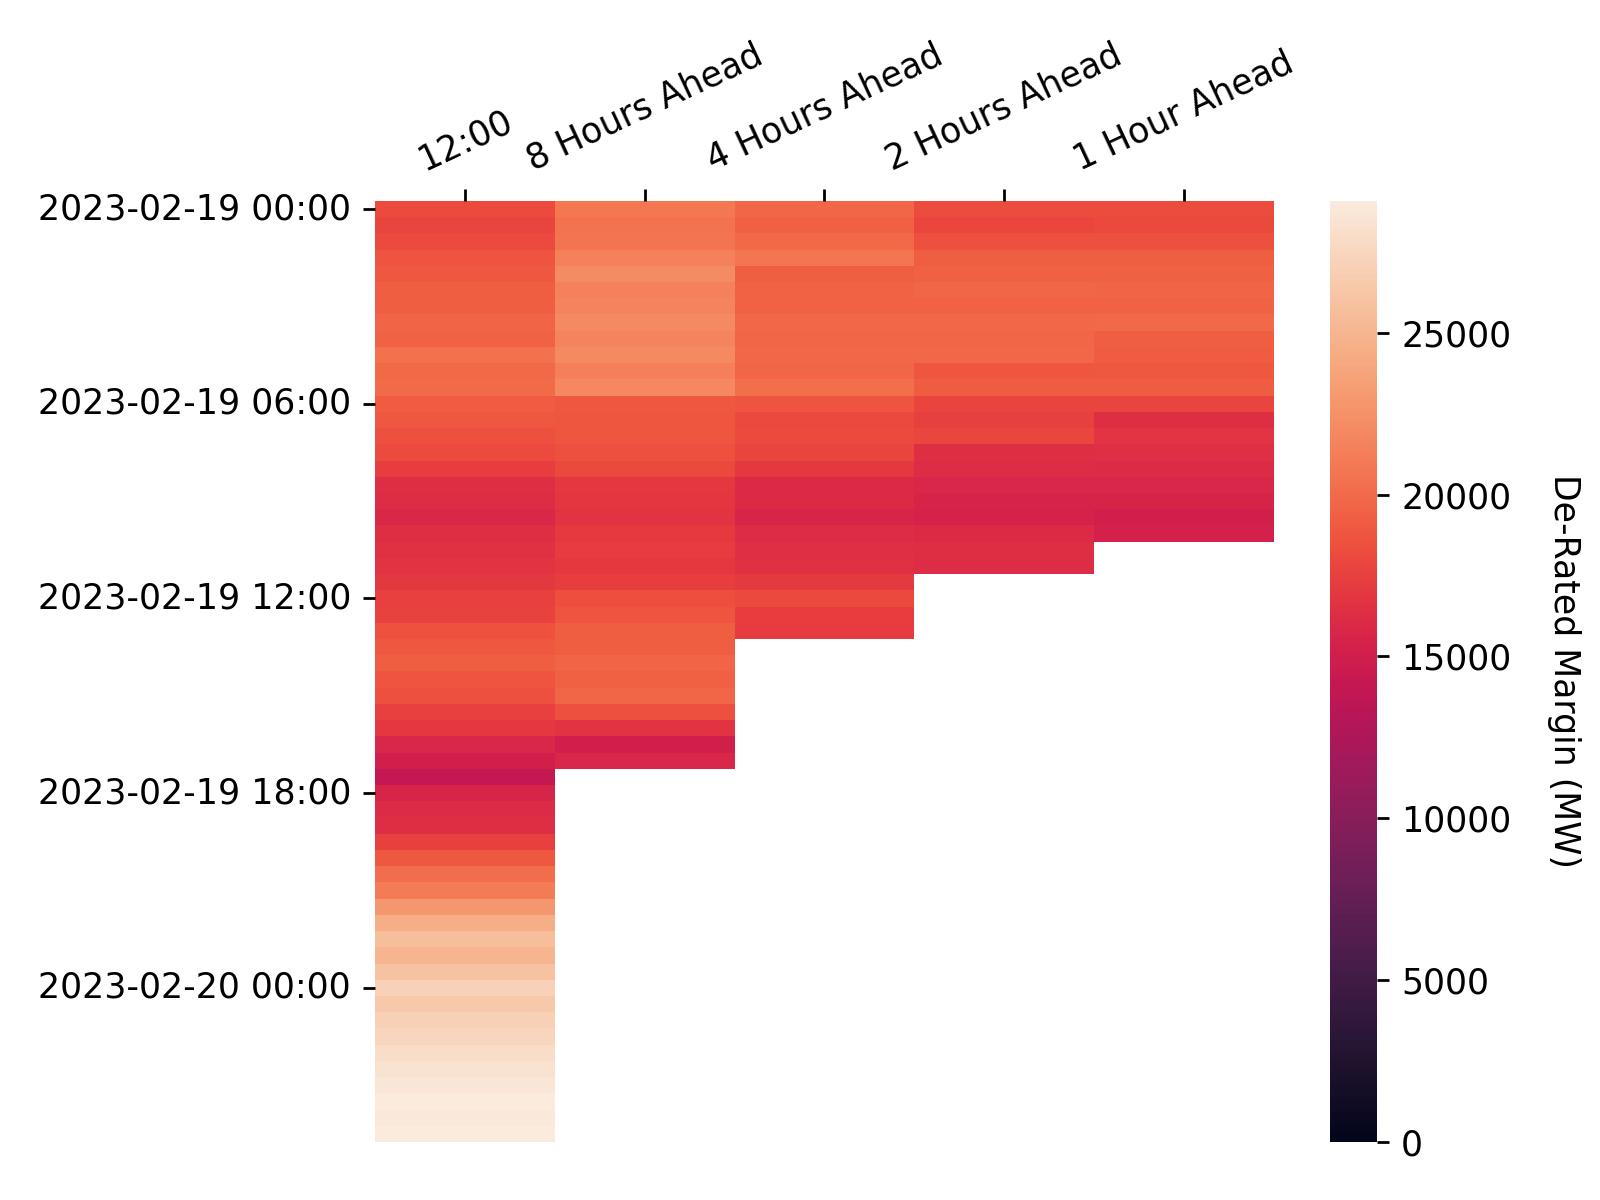 12:00
8 Hours Ahead
4 Hours Ahead
2 Hours Ahead
1 Hour Ahead
2023-02-19 00:00
2023-02-19 06:00
2023-02-19 12:00
2023-02-19 18:00
2023-02-20 00:00
25000
20000
15000
10000
5000
0
De-Rated Margin (MW)